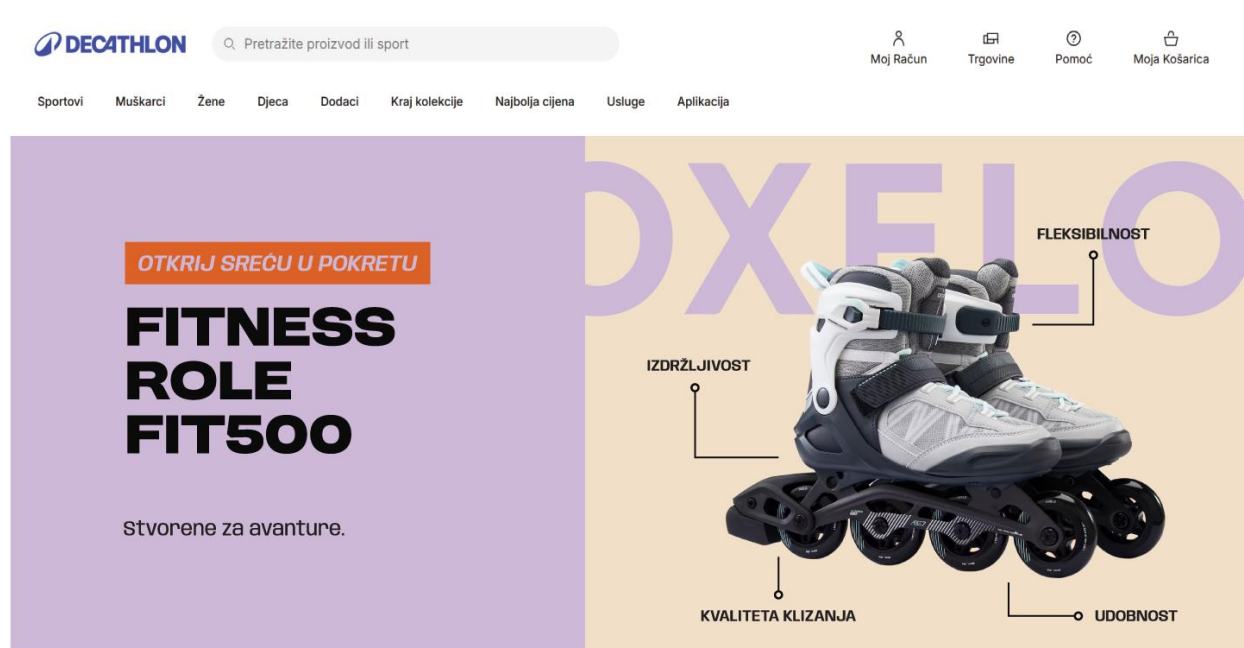 DECATHLON
Pretražite proizvod ili sport
Moj Račun
Trgovine
Pomoć
Moja Košarica
Sportovi
Muškarci
Žene
Djeca
Dodaci
Kraj kolekcije
Najbolja cijena
Usluge
Aplikacija
OTKRIJ SREĆU U POKRETU
FITNESS
ROLE
FIT500
Stvorene za avanture.
OXELO
FLEKSIBILNOST
IZDRŽLJIVOST
KVALITETA KLIZANJA
UDOBNOST